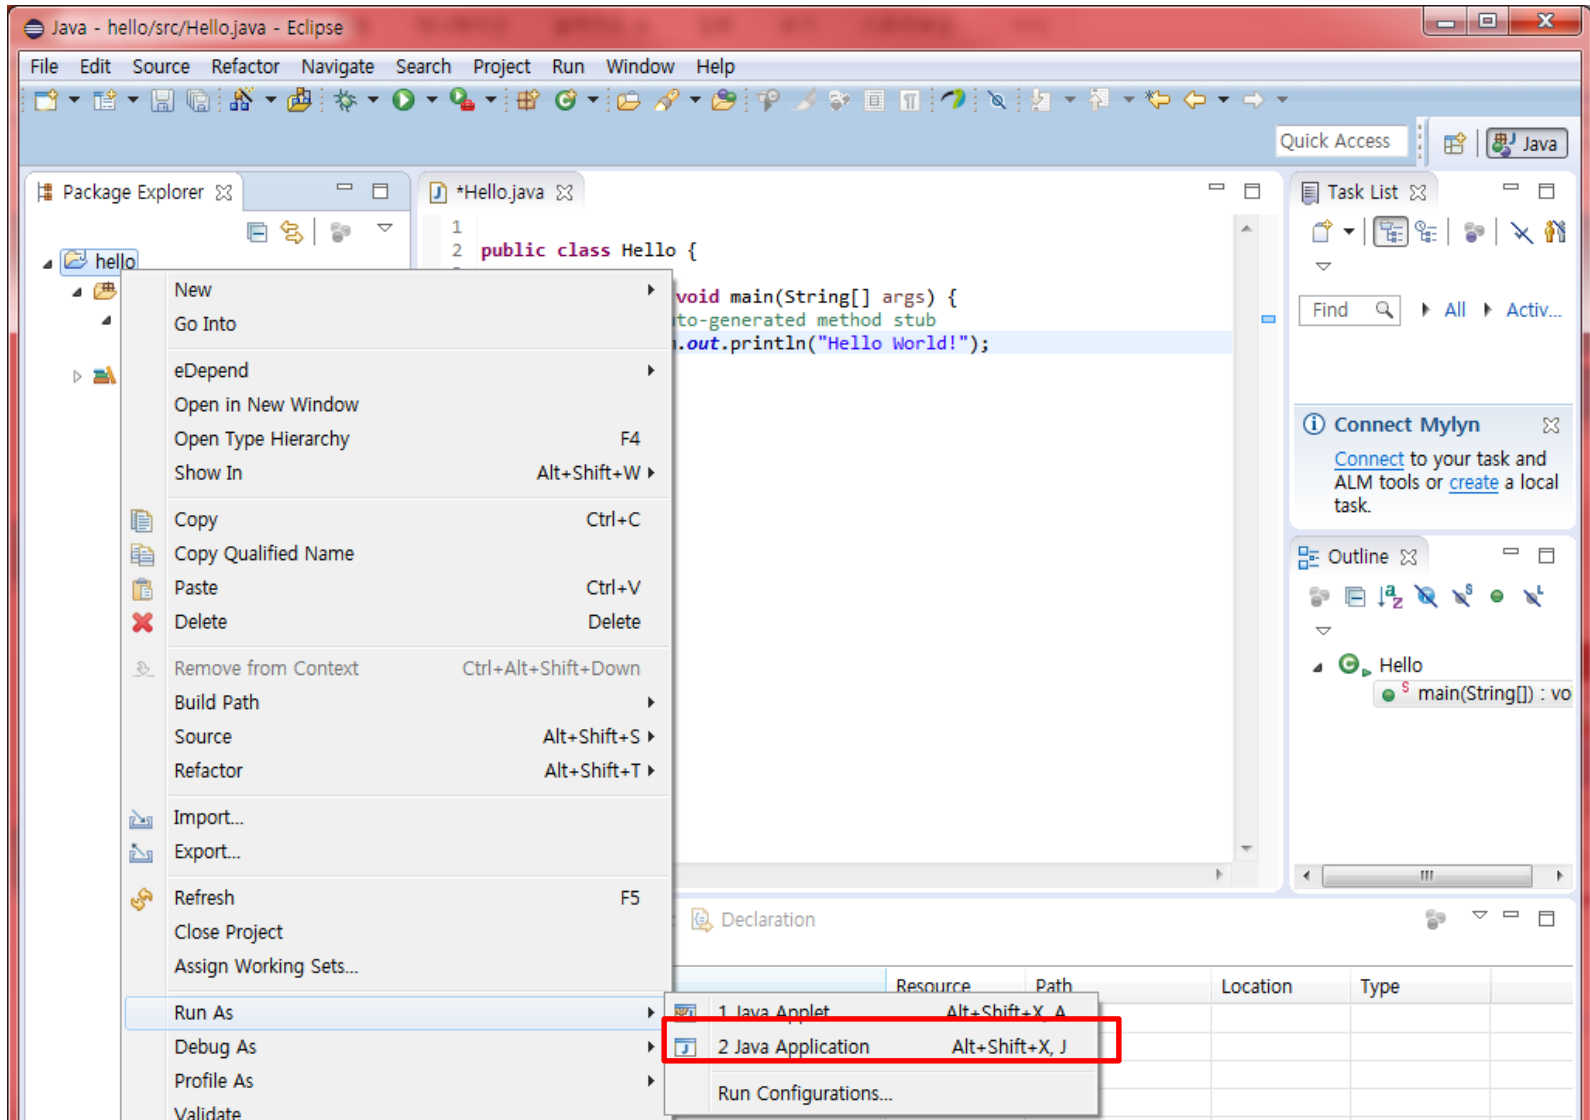 Java - hello/src/Hello.java - Eclipse
File Edit Source Refactor Navigate Search Project Run Window Help
Quick Access
Java
Package Explorer
*Hello.java
Task List
1
2 public class Hello {
hello
void main(String[] args) {
to-generated method stub
.out.println("Hello World!");
Find
All
Activ...
New
Go Into
eDepend
Open in New Window
Open Type Hierarchy F4
Show In Alt+Shift+W
Copy Ctrl+C
Copy Qualified Name
Paste Ctrl+V
Delete Delete
Remove from Context Ctrl+Alt+Shift+Down
Build Path
Source Alt+Shift+S
Refactor Alt+Shift+T
Import...
Export...
Refresh F5
Close Project
Assign Working Sets...
Run As
Debug As
Profile As
Validate
1 Java Applet Alt+Shift+X, A
2 Java Application Alt+Shift+X, J
Run Configurations...
Connect Mylyn
Connect to your task and
ALM tools or create a local
task.
Outline
Hello
main(String[]) : vo
Declaration
Resource Path Location Type